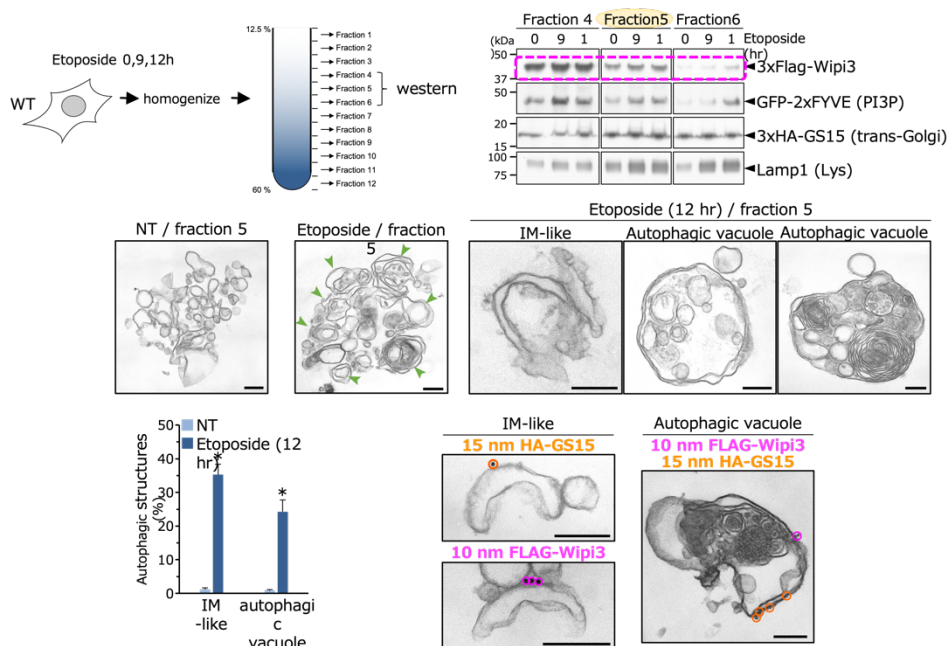 Etoposide 0,9,12h
WT
homogenize
12.5 %
60 %
Fraction 1
Fraction 2
Fraction 3
Fraction 4
Fraction 5
Fraction 6
Fraction 7
Fraction 8
Fraction 9
Fraction 10
Fraction 11
Fraction 12
western
Fraction 4 Fraction5 Fraction6
(kDa 0 9 1 0 9 1 0 9 1 Etoposide
(hr)
50
37
3xFlag-Wipi3
50
GFP-2xFYVE (PI3P)
20
15
3xHA-GS15 (trans-Golgi)
100
75
Lamp1 (Lys)
NT / fraction 5
Etoposide / fraction
5
Etoposide (12 hr) / fraction 5
IM-like
Autophagic vacuole
Autophagic vacuole
NT
Etoposide (12
hr)
Autophagic structures
(%)
50
40
30
20
10
0
* *
IM
-like
autophagi
c
vacuole
IM-like
15 nm HA-GS15
10 nm FLAG-Wipi3
Autophagic vacuole
10 nm FLAG-Wipi3
15 nm HA-GS15